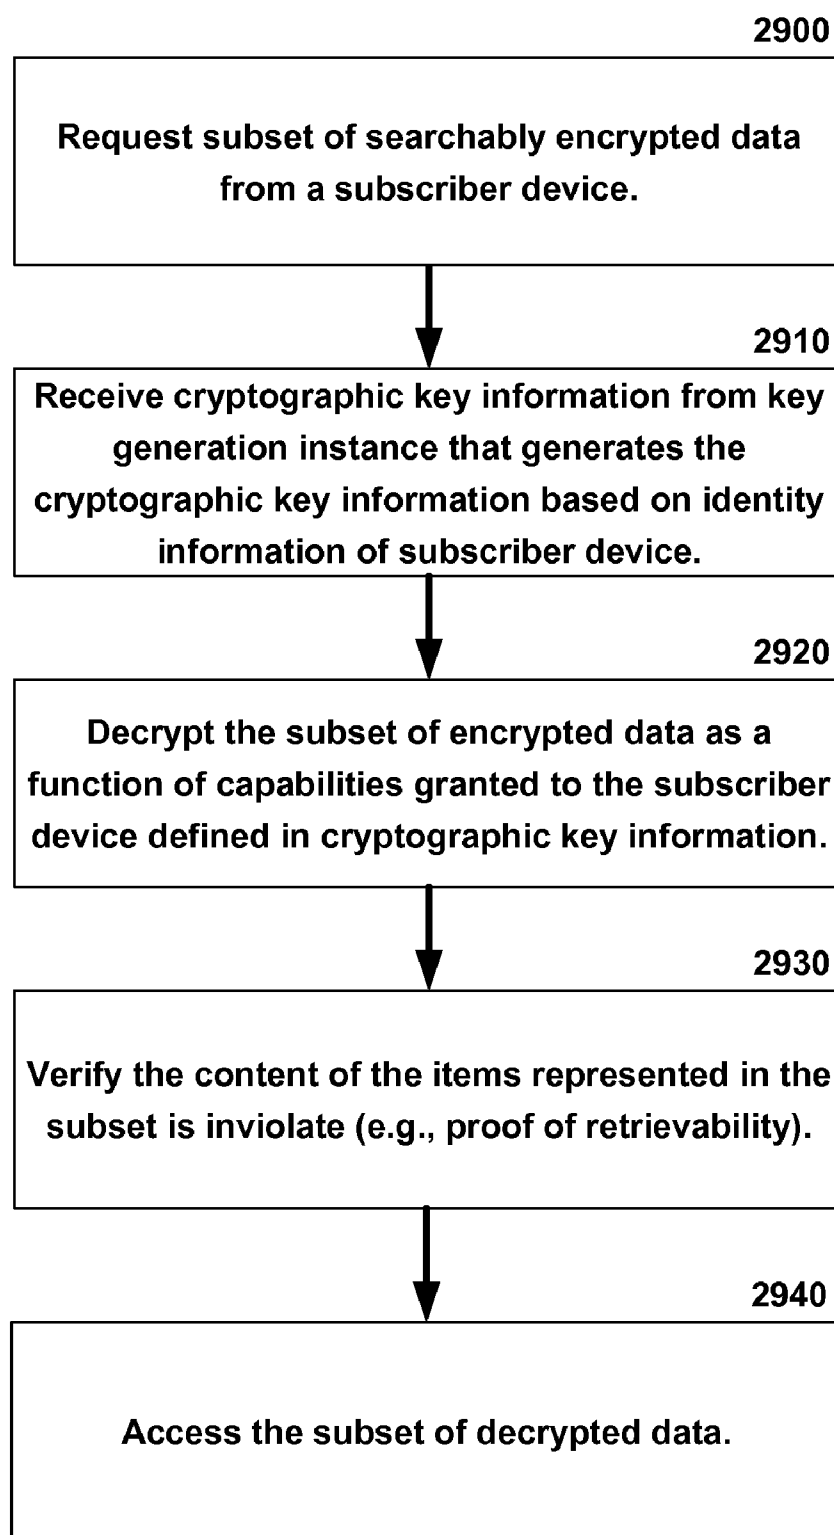 2900
Request subset of searchably encrypted data
from a subscriber device.
2910
Receive cryptographic key information from key
generation instance that generates the
cryptographic key information based on identity
information of subscriber device.
2920
Decrypt the subset of encrypted data as a
function of capabilities granted to the subscriber
device defined in cryptographic key information.
2930
Verify the content of the items represented in the
subset is inviolate (e.g., proof of retrievability).
2940
Access the subset of decrypted data.